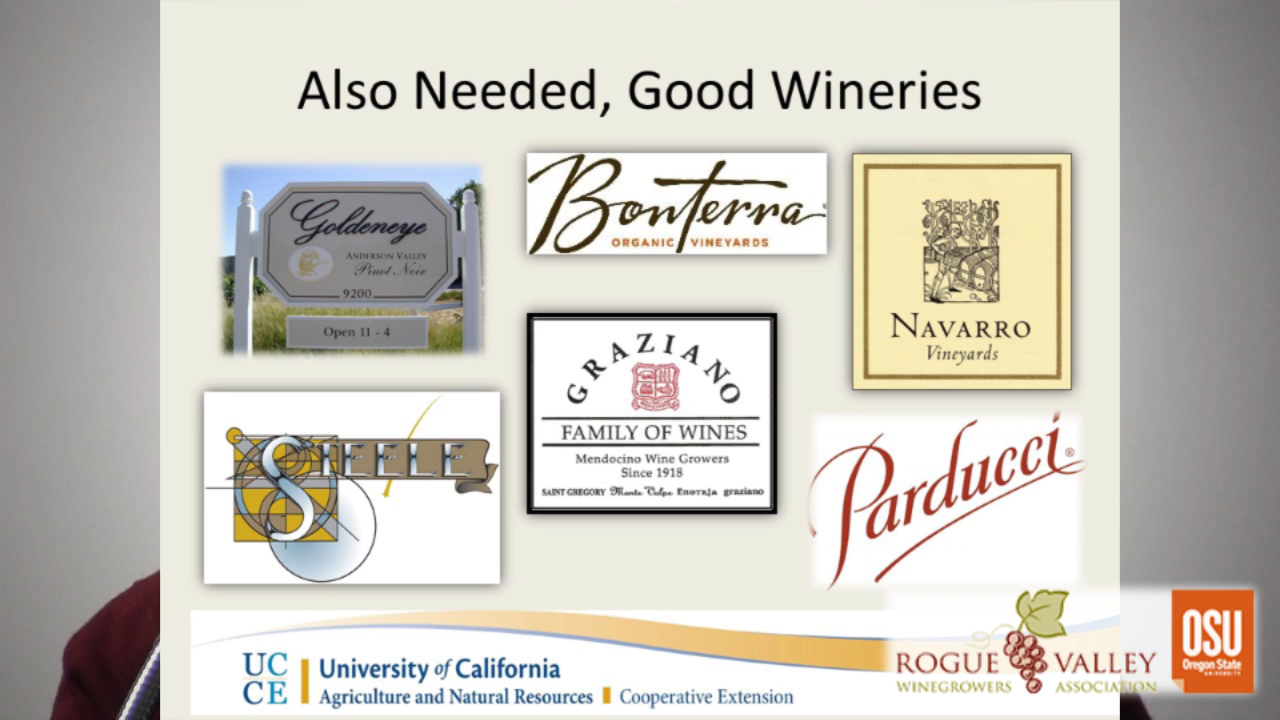 Also Needed, Good Wineries
Goldeneye
ANDERSON VALLEY
Pinot Noir
9200
Open 11 - 4
Bonterra
ORGANIC VINEYARDS
NAVARRO
Vineyards
STEELE
GRAZIANO
FAMILY OF WINES
Mendocino Wine Growers
Since 1918
SAINT GREGORY Monte Volpe ENOTRIA graziano
Parducci®
UC
CE
University of California
Agriculture and Natural Resources
Cooperative Extension
ROGUE VALLEY
WINEGROWERS ASSOCIATION
OSU
Oregon State
UNIVERSITY